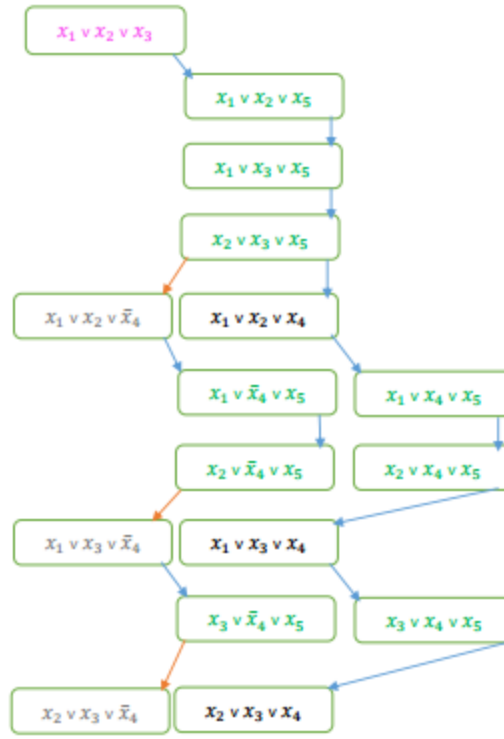 x₁ ∨ x₂ ∨ x₃
x₁ ∨ x₂ ∨ x₅
x₁ ∨ x₃ ∨ x₅
x₂ ∨ x₃ ∨ x₅
x₁ ∨ x₂ ∨ x̄₄
x₁ ∨ x₂ ∨ x₄
x₁ ∨ x̄₄ ∨ x₅
x₁ ∨ x₄ ∨ x₅
x₂ ∨ x̄₄ ∨ x₅
x₂ ∨ x₄ ∨ x₅
x₁ ∨ x₃ ∨ x̄₄
x₁ ∨ x₃ ∨ x₄
x₃ ∨ x̄₄ ∨ x₅
x₃ ∨ x₄ ∨ x₅
x₂ ∨ x₃ ∨ x̄₄
x₂ ∨ x₃ ∨ x₄